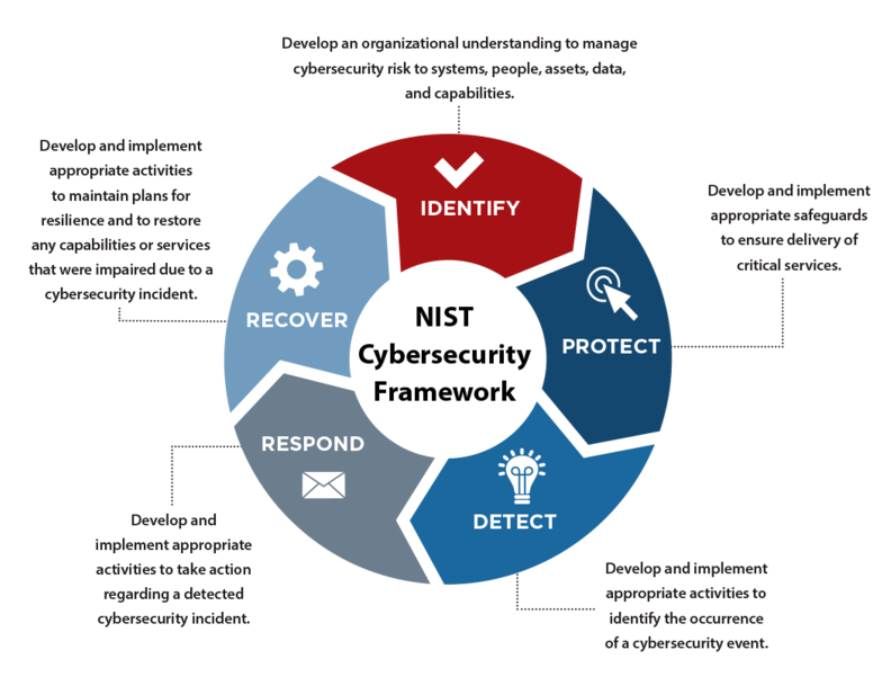 Develop an organizational understanding to manage
cybersecurity risk to systems, people, assets, data,
and capabilities.
IDENTIFY
Develop and implement
appropriate safeguards
to ensure delivery of
critical services.
PROTECT
Develop and implement
appropriate activities to
identify the occurrence
of a cybersecurity event.
DETECT
Develop and
implement appropriate
activities to take action
regarding a detected
cybersecurity incident.
RESPOND
Develop and implement
appropriate activities
to maintain plans for
resilience and to restore
any capabilities or services
that were impaired due to a
cybersecurity incident.
RECOVER
NIST
Cybersecurity
Framework